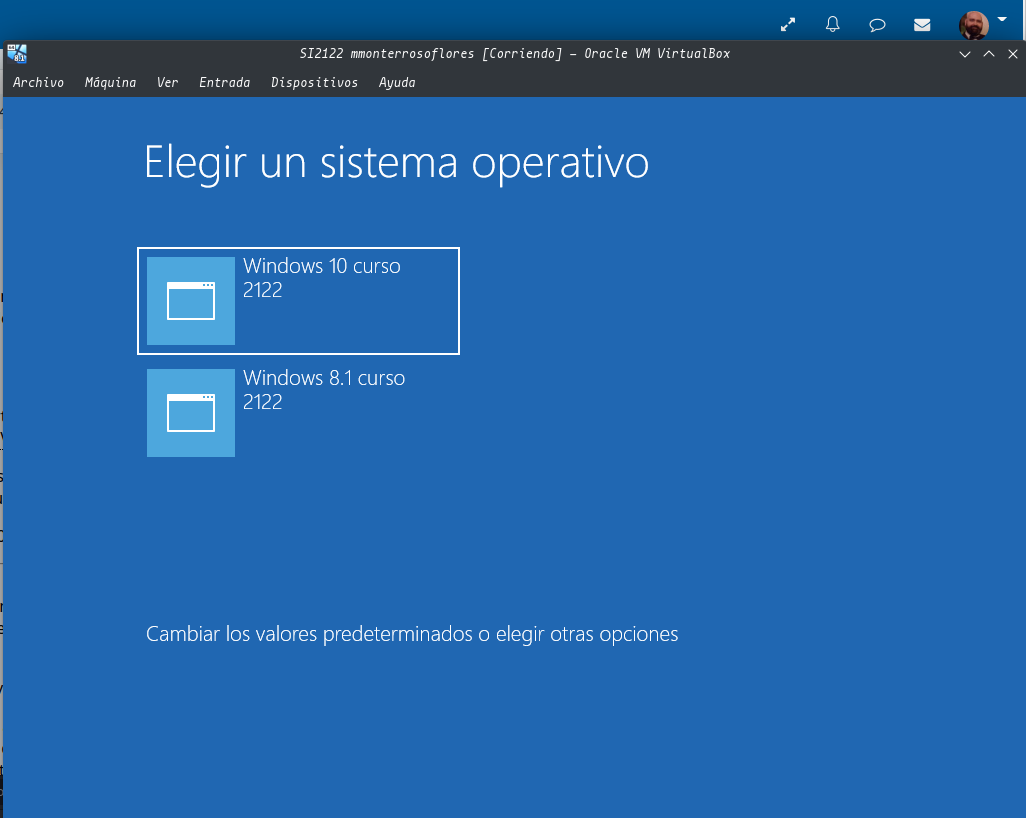 SI2122 mmonterrosoflores [Corriendo] – Oracle VM VirtualBox
Archivo Máquina Ver Entrada Dispositivos Ayuda
Elegir un sistema operativo
Windows 10 curso
2122
Windows 8.1 curso
2122
Cambiar los valores predeterminados o elegir otras opciones